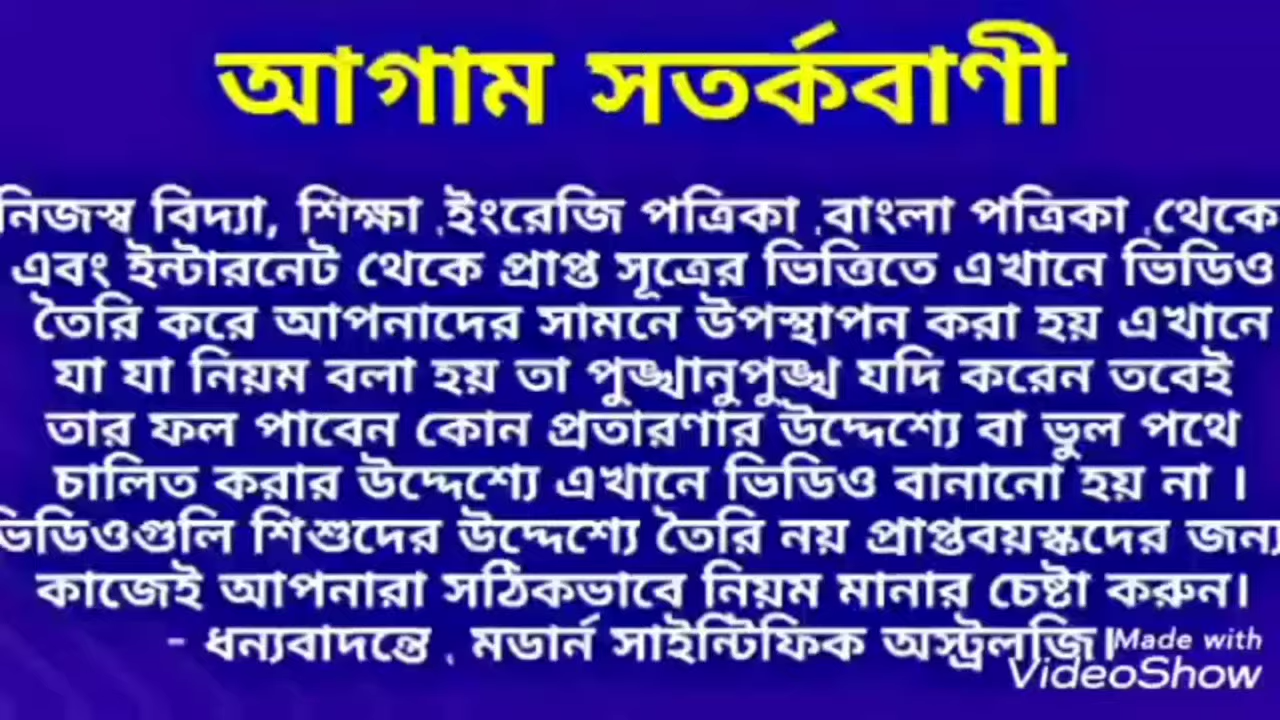 আগাম সতর্কবাণী
নিজস্ব বিদ্যা, শিক্ষা ,ইংরেজি পত্রিকা ,বাংলা পত্রিকা ,থেকে
এবং ইন্টারনেট থেকে প্রাপ্ত সূত্রের ভিত্তিতে এখানে ভিডিও
তৈরি করে আপনাদের সামনে উপস্থাপন করা হয় এখানে
যা যা নিয়ম বলা হয় তা পুঙ্খানুপুঙ্খ যদি করেন তবেই
তার ফল পাবেন কোন প্রতারণার উদ্দেশ্যে বা ভুল পথে
চালিত করার উদ্দেশ্যে এখানে ভিডিও বানানো হয় না ।
ভিডিওগুলি শিশুদের উদ্দেশ্যে তৈরি নয় প্রাপ্তবয়স্কদের জন্য
কাজেই আপনারা সঠিকভাবে নিয়ম মানার চেষ্টা করুন।
- ধন্যবাদন্তে , মডার্ন সাইন্টিফিক অস্ট্রলজি।
Made with
VideoShow